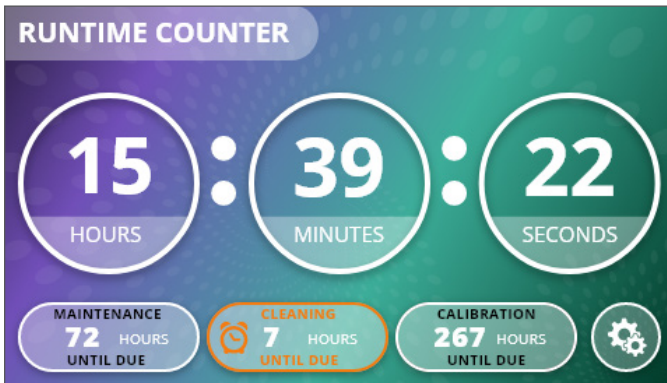 RUNTIME COUNTER
15 : 39 : 22
HOURS MINUTES SECONDS
MAINTENANCE
72 HOURS
UNTIL DUE
CLEANING
7 HOURS
UNTIL DUE
CALIBRATION
267 HOURS
UNTIL DUE